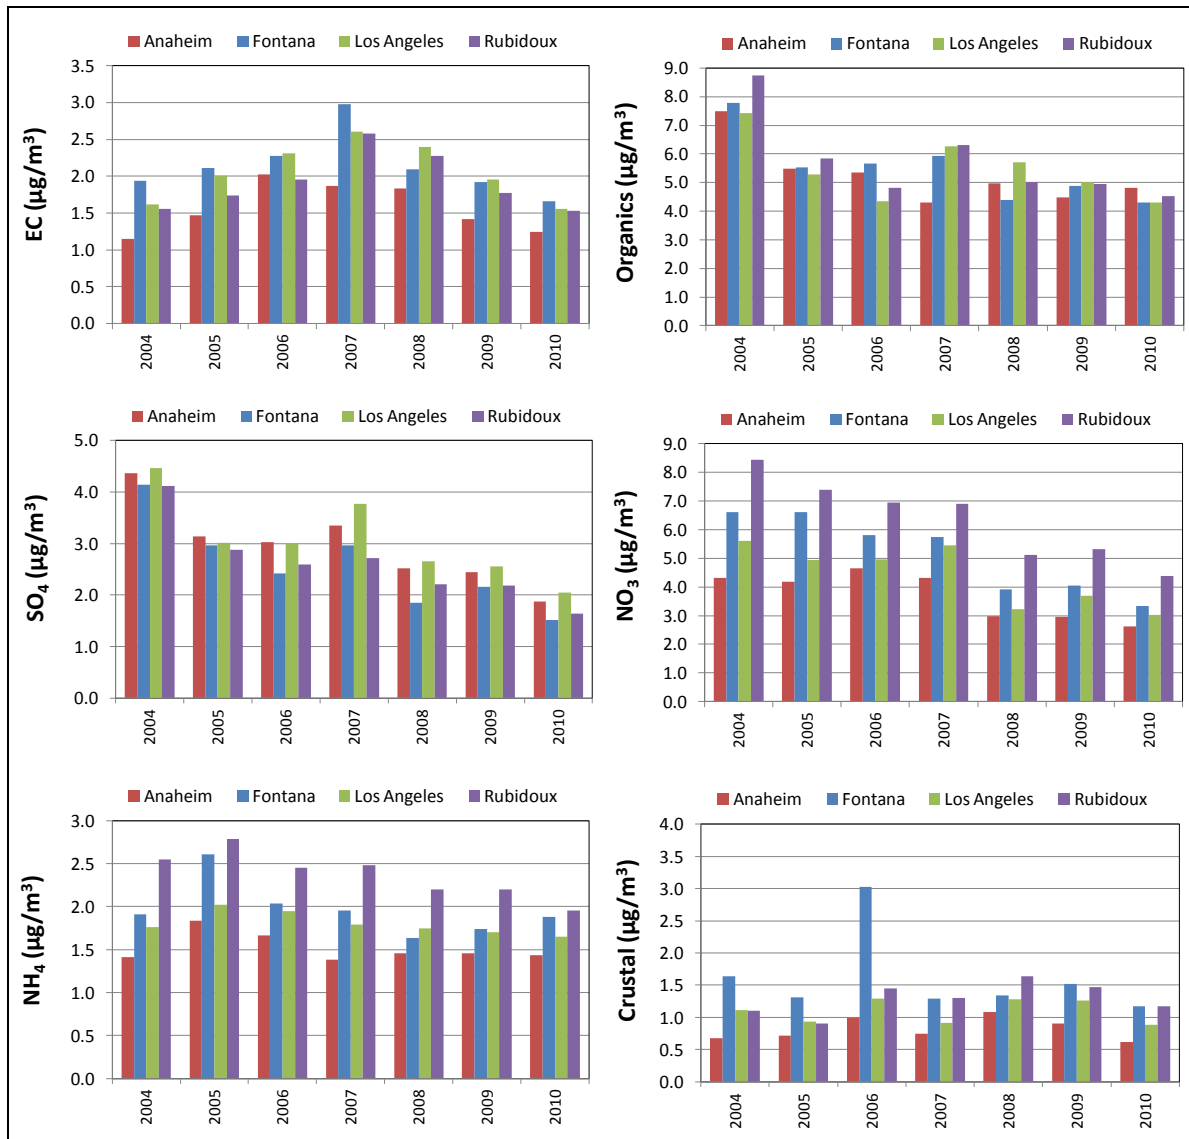 Anaheim Fontana Los Angeles Rubidoux
EC (µg/m³)
3.5
3.0
2.5
2.0
1.5
1.0
0.5
0.0
2004 2005 2006 2007 2008 2009 2010
Anaheim Fontana Los Angeles Rubidoux
Organics (µg/m³)
9.0
8.0
7.0
6.0
5.0
4.0
3.0
2.0
1.0
0.0
2004 2005 2006 2007 2008 2009 2010
Anaheim Fontana Los Angeles Rubidoux
SO₄ (µg/m³)
5.0
4.0
3.0
2.0
1.0
0.0
2004 2005 2006 2007 2008 2009 2010
Anaheim Fontana Los Angeles Rubidoux
NO₃ (µg/m³)
9.0
8.0
7.0
6.0
5.0
4.0
3.0
2.0
1.0
0.0
2004 2005 2006 2007 2008 2009 2010
Anaheim Fontana Los Angeles Rubidoux
NH₄ (µg/m³)
3.0
2.5
2.0
1.5
1.0
0.5
0.0
2004 2005 2006 2007 2008 2009 2010
Anaheim Fontana Los Angeles Rubidoux
Crustal (µg/m³)
4.0
3.5
3.0
2.5
2.0
1.5
1.0
0.5
0.0
2004 2005 2006 2007 2008 2009 2010